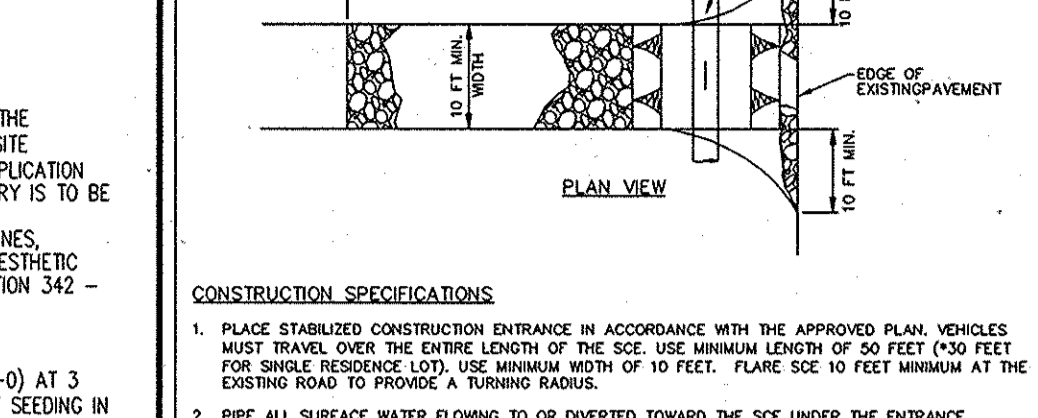 10 F
10 FT MIN.
WIDTH
EDGE OF
EXISTINGPAVEMENT
10 FT MIN.
PLAN VIEW
THE
SITE
PLICATION
RY IS TO BE
NES,
ESTHETIC
TION 342 –
-0) AT 3
SEEDING IN
CONSTRUCTION SPECIFICATIONS
1. PLACE STABILIZED CONSTRUCTION ENTRANCE IN ACCORDANCE WITH THE APPROVED PLAN. VEHICLES
MUST TRAVEL OVER THE ENTIRE LENGTH OF THE SCE. USE MINIMUM LENGTH OF 50 FEET (*30 FEET
FOR SINGLE RESIDENCE LOT). USE MINIMUM WIDTH OF 10 FEET. FLARE SCE 10 FEET MINIMUM AT THE
EXISTING ROAD TO PROVIDE A TURNING RADIUS.
2. PIPE ALL SURFACE WATER FLOWING TO OR DIVERTED TOWARD THE SCE UNDER THE ENTRANCE,